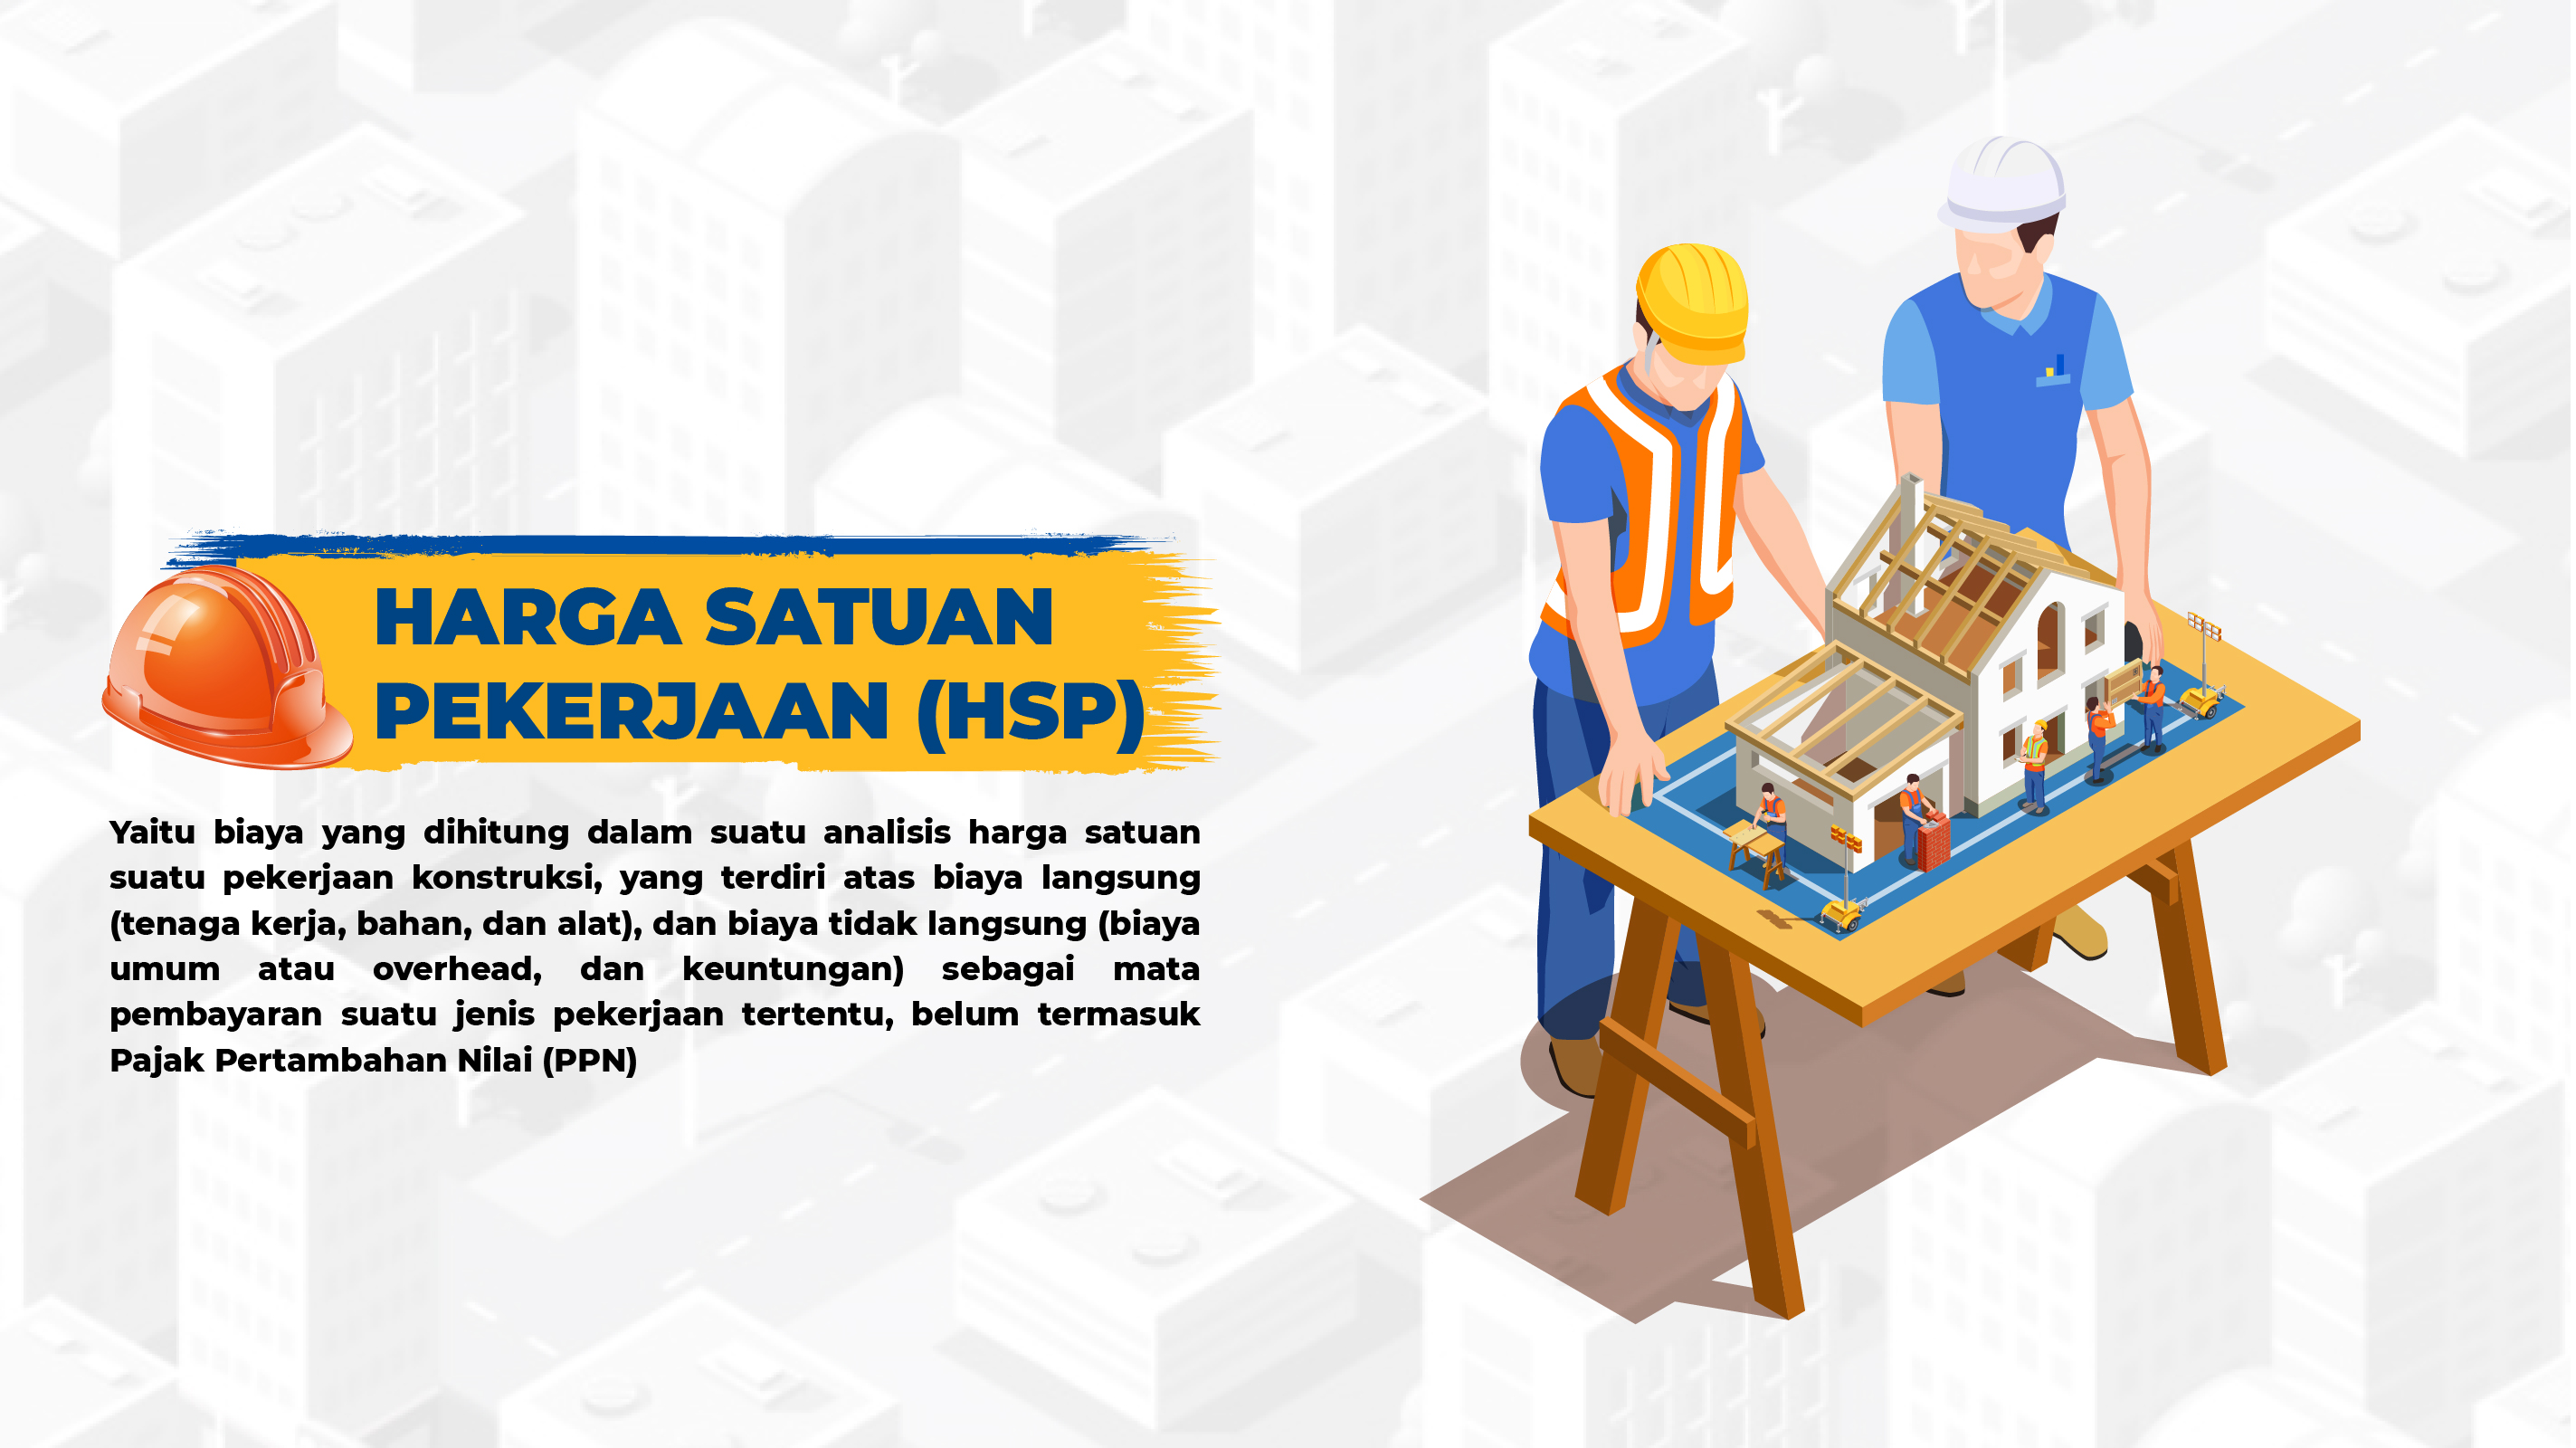 HARGA SATUAN
PEKERJAAN (HSP)
Yaitu biaya yang dihitung dalam suatu analisis harga satuan
suatu pekerjaan konstruksi, yang terdiri atas biaya langsung
(tenaga kerja, bahan, dan alat), dan biaya tidak langsung (biaya
umum atau overhead, dan keuntungan) sebagai mata
pembayaran suatu jenis pekerjaan tertentu, belum termasuk
Pajak Pertambahan Nilai (PPN)